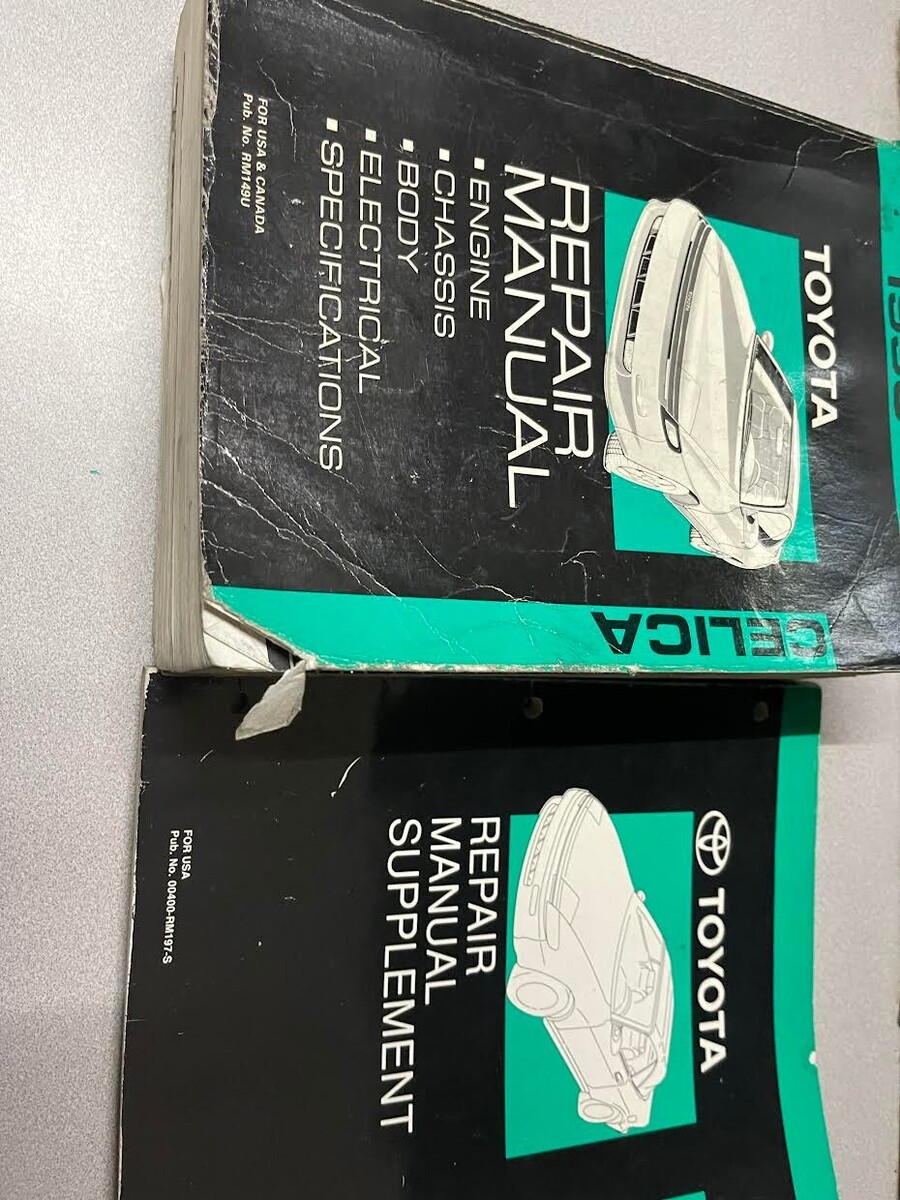 TOYOTA
REPAIR
MANUAL
▪ ENGINE
▪ CHASSIS
▪ BODY
▪ ELECTRICAL
▪ SPECIFICATIONS
FOR USA & CANADA
Pub. No. RM149U
CELICA
TOYOTA
REPAIR
MANUAL
SUPPLEMENT
FOR USA
Pub. No. 00400-RM197-S